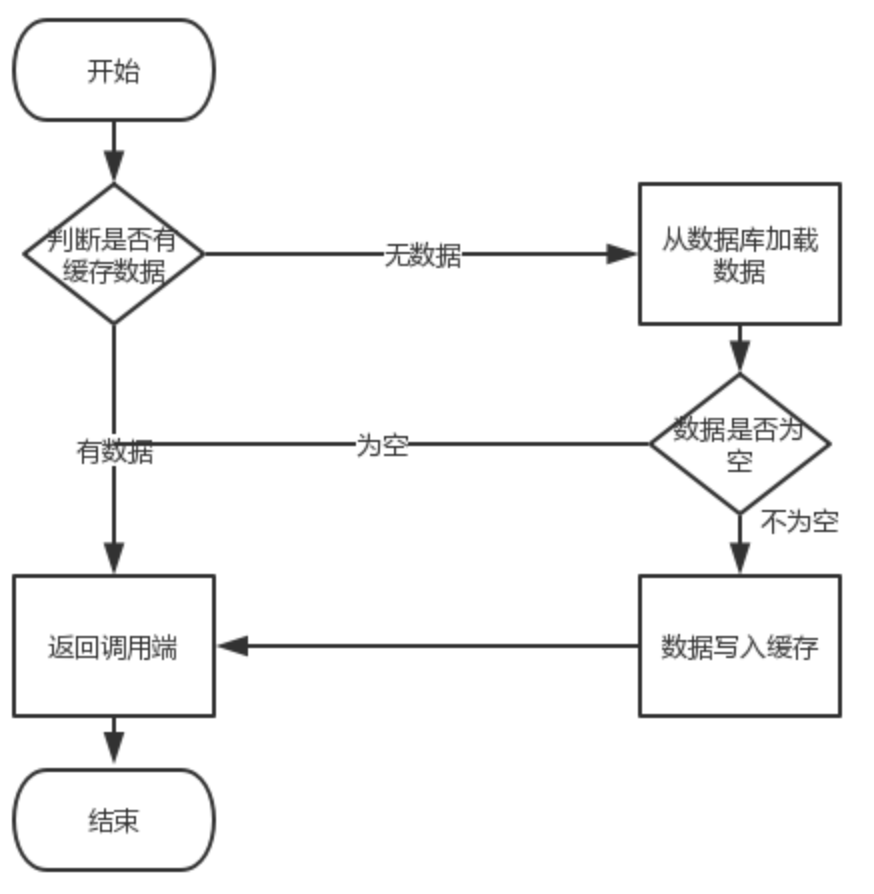 开始
判断是否有
缓存数据
无数据
从数据库加载
数据
有数据
为空
数据是否为
空
不为空
返回调用端
数据写入缓存
结束